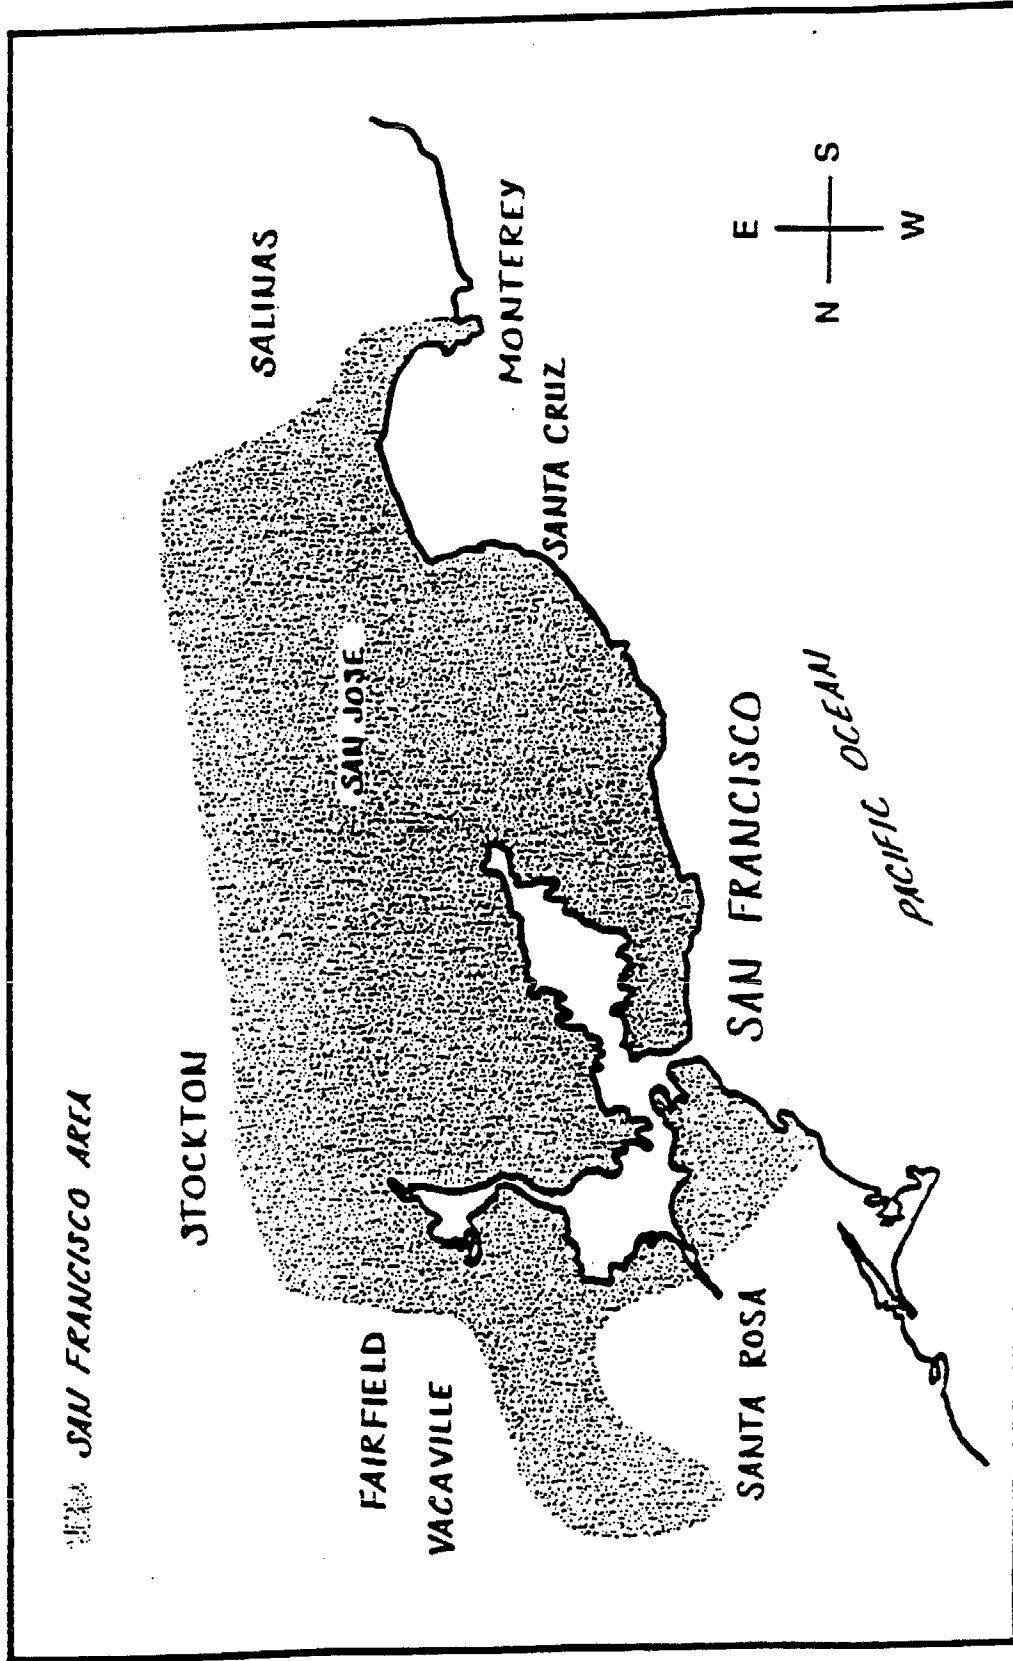 SAN FRANCISCO AREA
STOCKTON
FAIRFIELD
VACAVILLE
SALINAS
SAN JOSE
MONTEREY
SANTA CRUZ
SANTA ROSA
SAN FRANCISCO
PACIFIC OCEAN
E
N
S
W